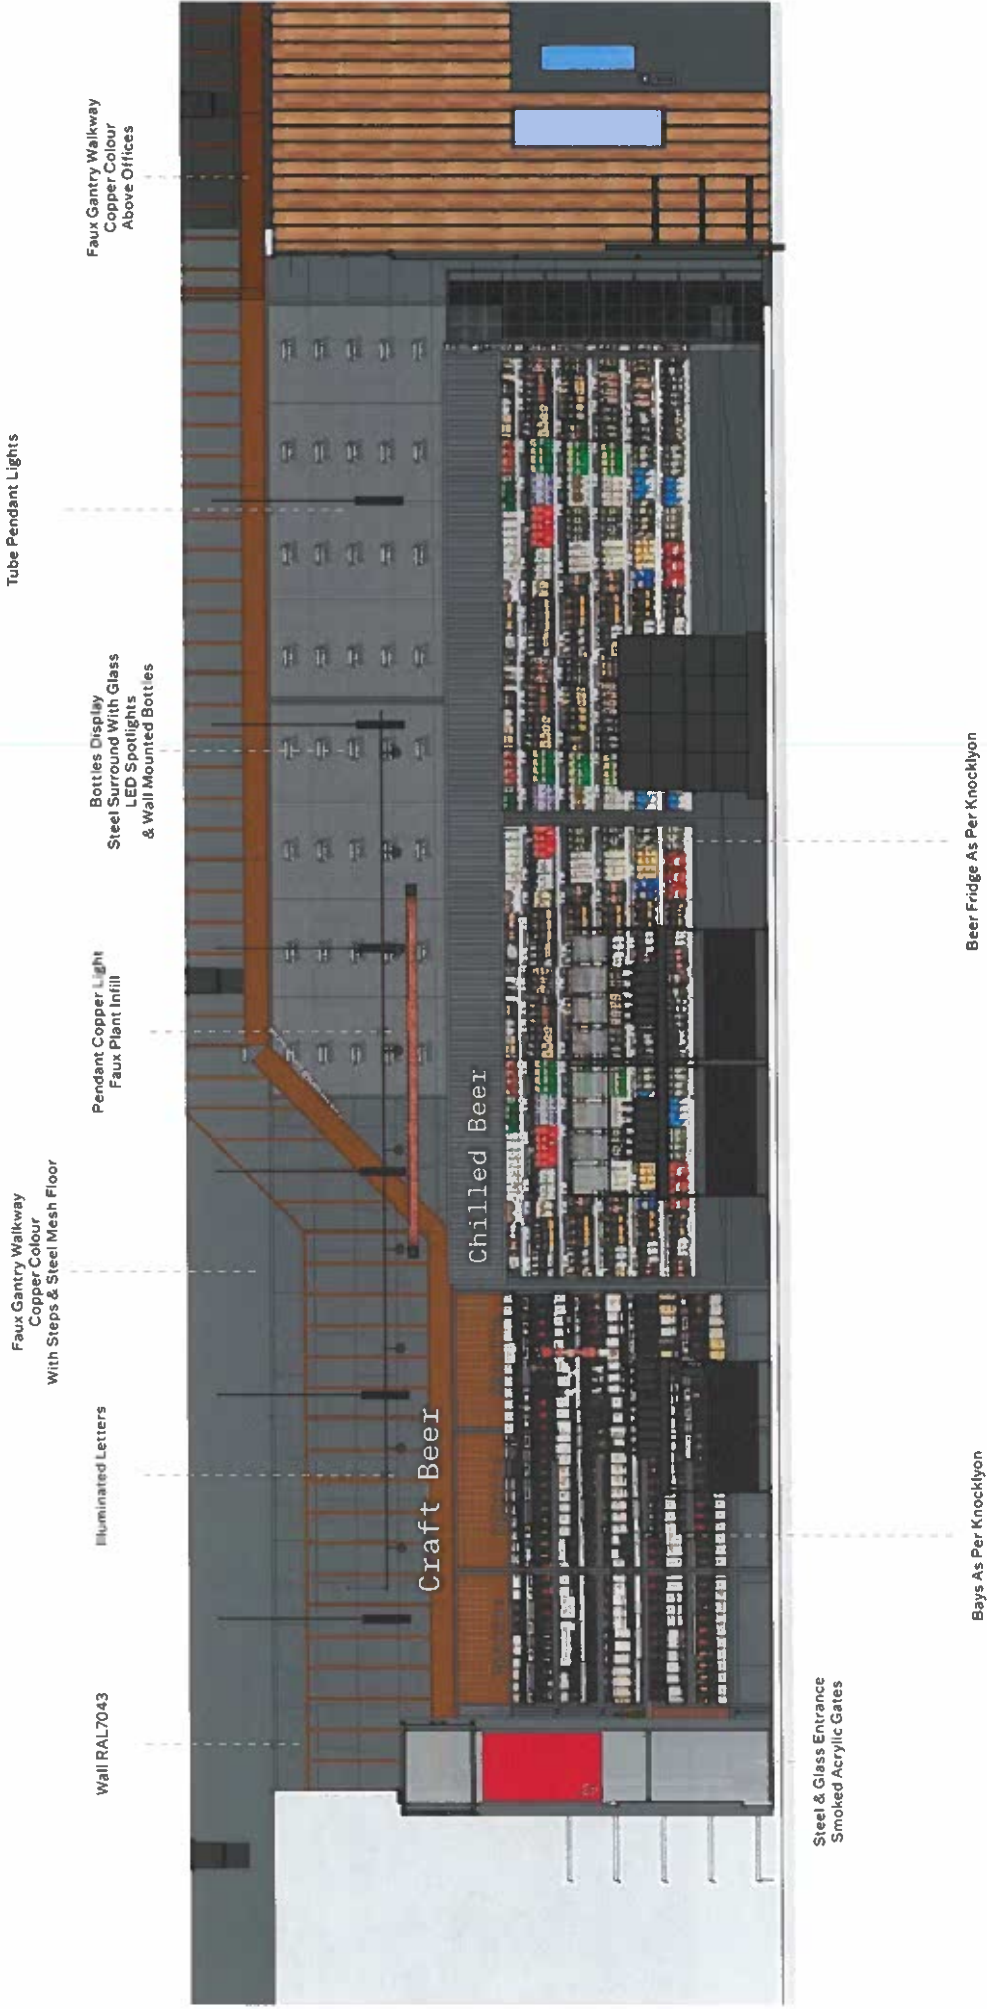 Wall RAL7043
Illuminated Letters
Faux Gantry Walkway
Copper Colour
With Steps & Steel Mesh Floor
Pendant Copper Light
Faux Plant Infill
Bottles Display
Steel Surround With Glass
LED Spotlights
& Wall Mounted Bottles
Tube Pendant Lights
Faux Gantry Walkway
Copper Colour
Above Offices
Craft Beer
Chilled Beer
Steel & Glass Entrance
Smoked Acrylic Gates
Bays As Per Knocklyon
Beer Fridge As Per Knocklyon